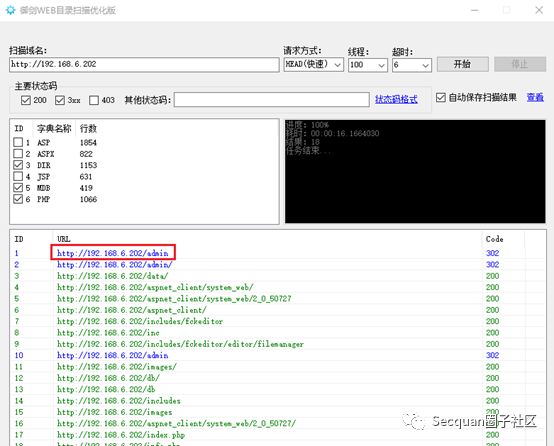 御剑WEB目录扫描优化版
扫描域名: 请求方式: 线程: 超时:
http://192.168.6.202 HEAD(快速) 100 6 开始 停止
主要状态码
200 3xx 403 其他状态码: 状态码格式 自动保存扫描结果 查看
ID 字典名称 行数
1 ASP 1854
2 ASPX 822
3 DIR 1153
4 JSP 631
5 MDB 419
6 PHP 1066
进度: 100%
耗时: 00:00:16.1664030
结果: 18
任务结束...
ID URL Code
1 http://192.168.6.202/admin 302
2 http://192.168.6.202/admin/ 302
3 http://192.168.6.202/data/ 200
4 http://192.168.6.202/aspnet_client/system_web/ 200
5 http://192.168.6.202/aspnet_client/system_web/2_0_50727 200
6 http://192.168.6.202/aspnet_client/ 200
7 http://192.168.6.202/includes/fckeditor 200
8 http://192.168.6.202/inc 200
9 http://192.168.6.202/includes/fckeditor/editor/filemanager 200
10 http://192.168.6.202/admin 302
11 http://192.168.6.202/images/ 200
12 http://192.168.6.202/db/ 200
13 http://192.168.6.202/db 200
14 http://192.168.6.202/includes 200
15 http://192.168.6.202/images 200
16 http://192.168.6.202/aspnet_client/system_web/2_0_50727/ 200
17 http://192.168.6.202/index.php 200
Secquan圈子社区